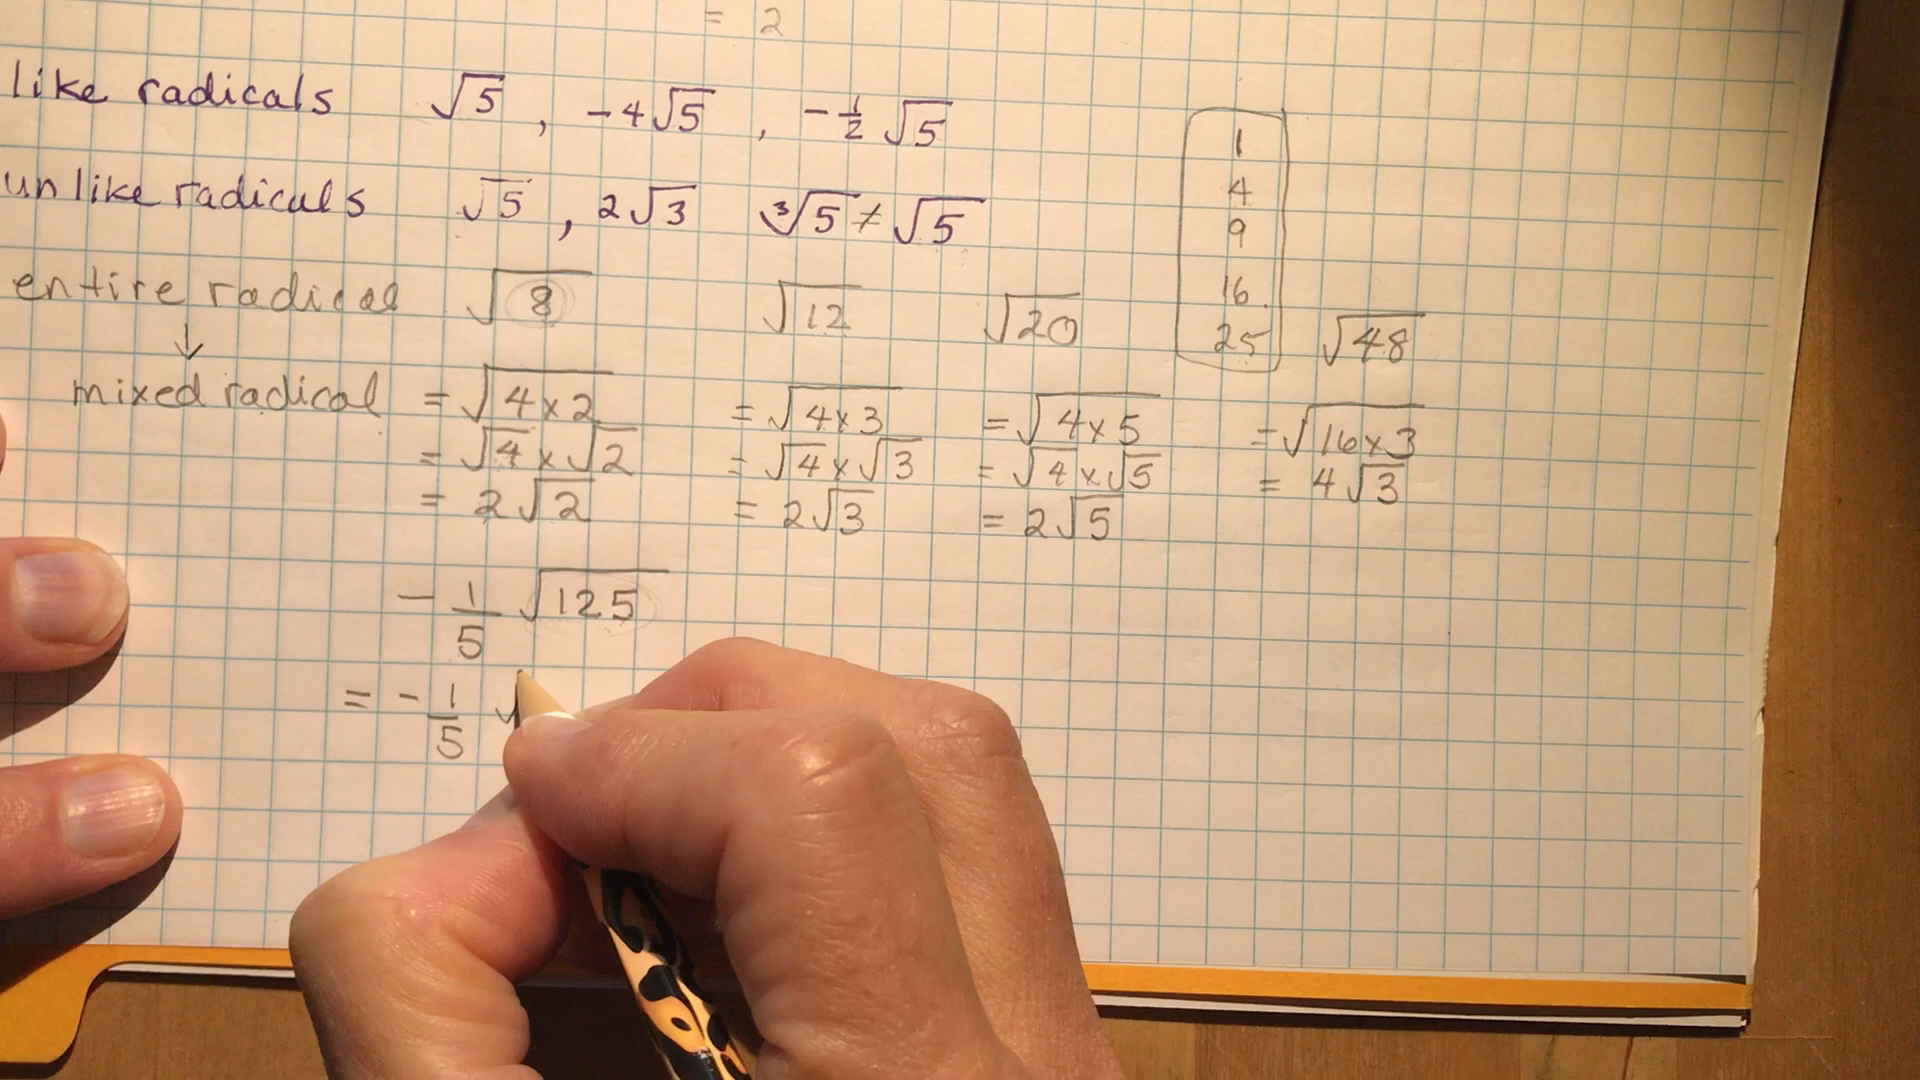 = 2
like radicals √5 , -4√5 , -1/2 √5
unlike radicals √5 , 2√3 ³√5 ≠ √5
1
4
9
16
25
entire radical √8 √12 √20 √48
↓
mixed radical = √4×2 = √4×3 = √4×5 = √16×3
= √4 × √2 = √4 × √3 = √4 × √5 = 4√3
= 2√2 = 2√3 = 2√5
- 1/5 √125
= - 1/5 √